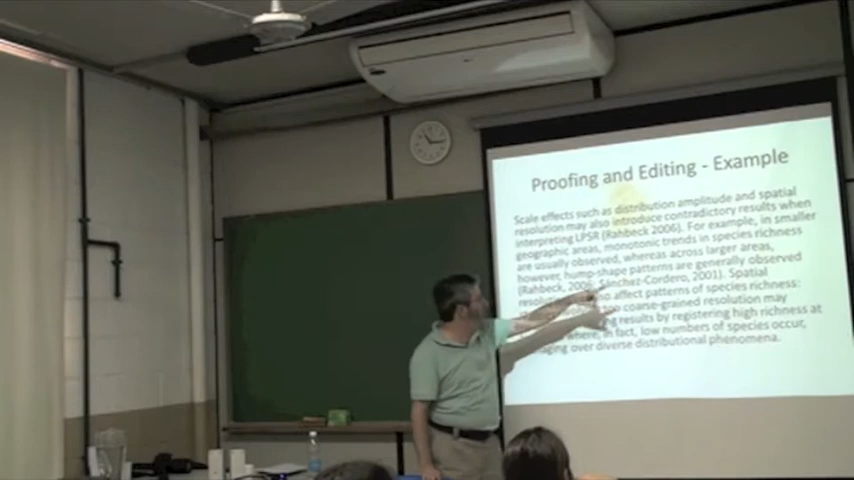 Proofing and Editing - Example
Scale effects such as distribution amplitude and spatial
resolution may also introduce contradictory results when
interpreting LPSR (Rahbeck 2006). For example, in smaller
geographic areas, monotonic trends in species richness
are usually observed, whereas across larger areas,
however, hump-shape patterns are generally observed
(Rahbeck, 2006, Sánchez-Cordero, 2001). Spatial
affect patterns of species richness:
coarse-grained resolution may
results by registering high richness at
where, in fact, low numbers of species occur,
over diverse distributional phenomena.